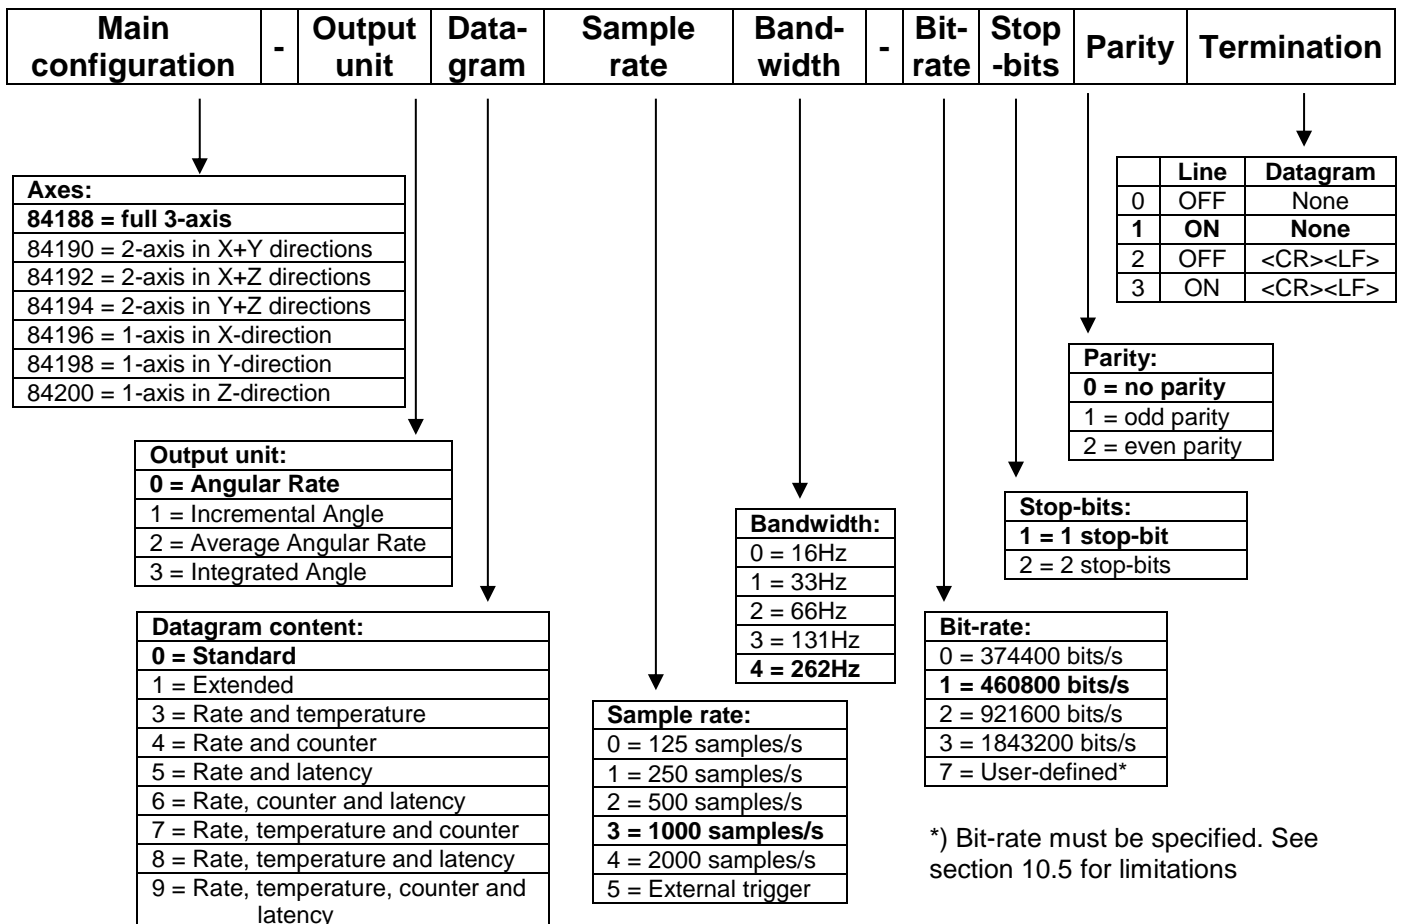 Main configuration - Output unit Data-gram Sample rate Band-width - Bit-rate Stop-bits Parity Termination
Axes:
84188 = full 3-axis
84190 = 2-axis in X+Y directions
84192 = 2-axis in X+Z directions
84194 = 2-axis in Y+Z directions
84196 = 1-axis in X-direction
84198 = 1-axis in Y-direction
84200 = 1-axis in Z-direction
Output unit:
0 = Angular Rate
1 = Incremental Angle
2 = Average Angular Rate
3 = Integrated Angle
Datagram content:
0 = Standard
1 = Extended
3 = Rate and temperature
4 = Rate and counter
5 = Rate and latency
6 = Rate, counter and latency
7 = Rate, temperature and counter
8 = Rate, temperature and latency
9 = Rate, temperature, counter and
latency
Sample rate:
0 = 125 samples/s
1 = 250 samples/s
2 = 500 samples/s
3 = 1000 samples/s
4 = 2000 samples/s
5 = External trigger
Bandwidth:
0 = 16Hz
1 = 33Hz
2 = 66Hz
3 = 131Hz
4 = 262Hz
Bit-rate:
0 = 374400 bits/s
1 = 460800 bits/s
2 = 921600 bits/s
3 = 1843200 bits/s
7 = User-defined*
Stop-bits:
1 = 1 stop-bit
2 = 2 stop-bits
Parity:
0 = no parity
1 = odd parity
2 = even parity
Line Datagram
0 OFF None
1 ON None
2 OFF <CR><LF>
3 ON <CR><LF>
*) Bit-rate must be specified. See
section 10.5 for limitations